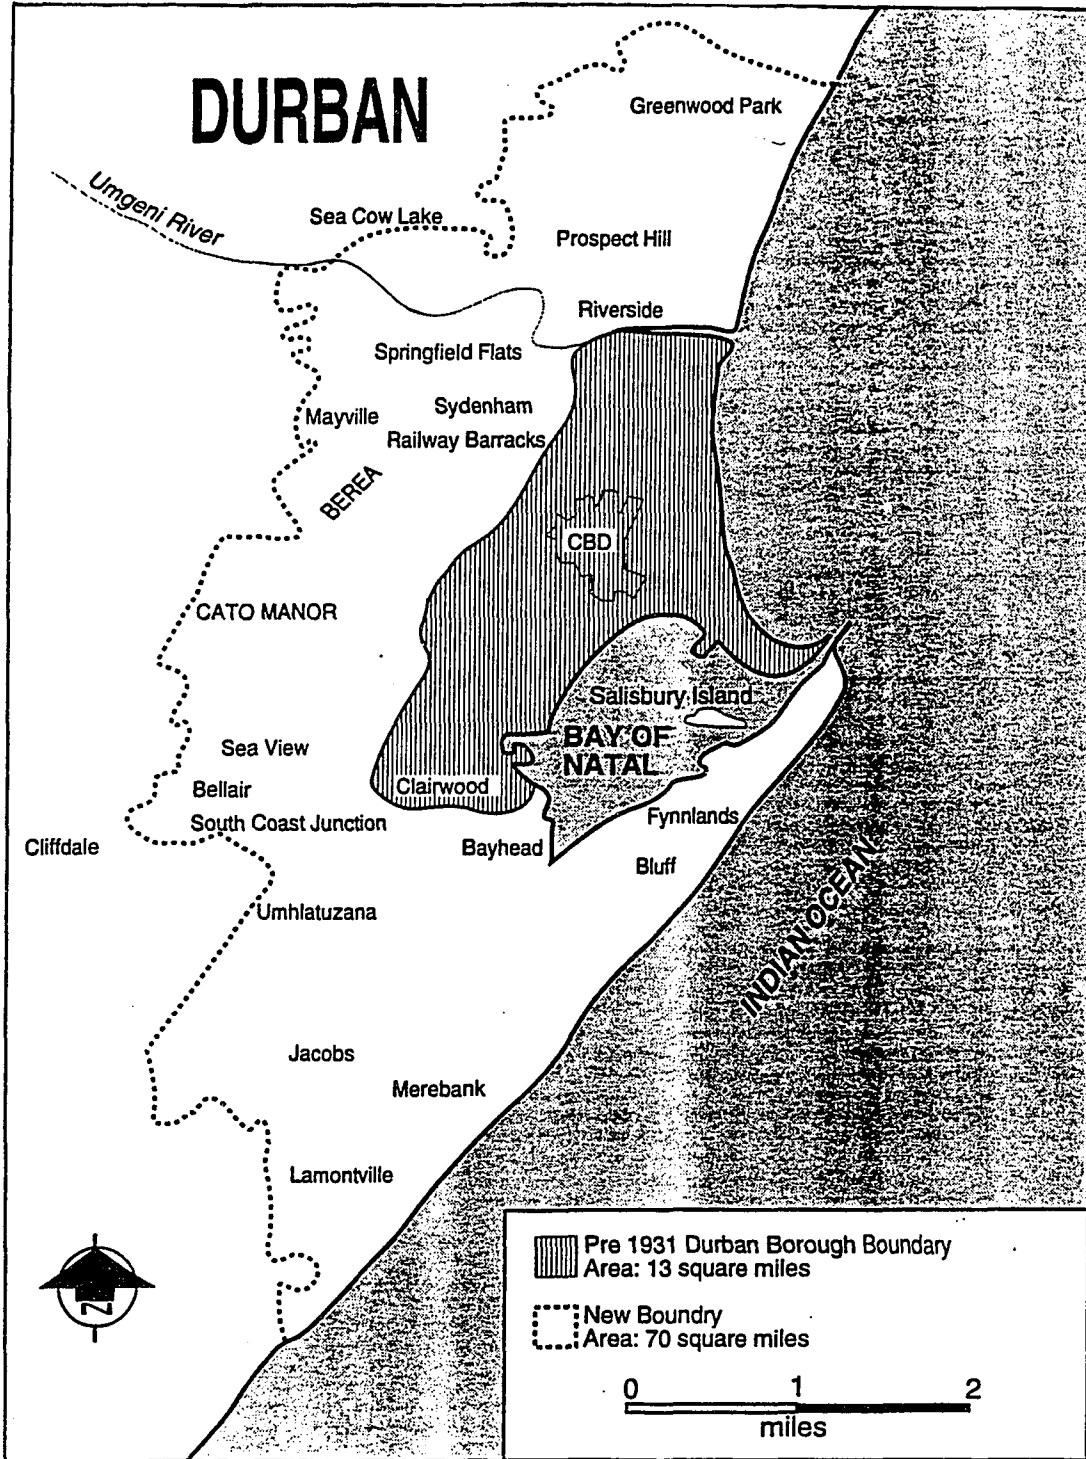 DURBAN
Greenwood Park
Umgeni River
Sea Cow Lake
Prospect Hill
Riverside
Springfield Flats
Mayville
Sydenham
Railway Barracks
BEREA
CBD
CATO MANOR
Salisbury Island
BAY OF
NATAL
Sea View
Bellair
Clairwood
South Coast Junction
Cliffdale
Bayhead
Fynnlands
Bluff
INDIAN OCEAN
Umhlatuzana
Jacobs
Merebank
Lamontville
N
Pre 1931 Durban Borough Boundary
Area: 13 square miles
New Boundry
Area: 70 square miles
0 1 2
miles